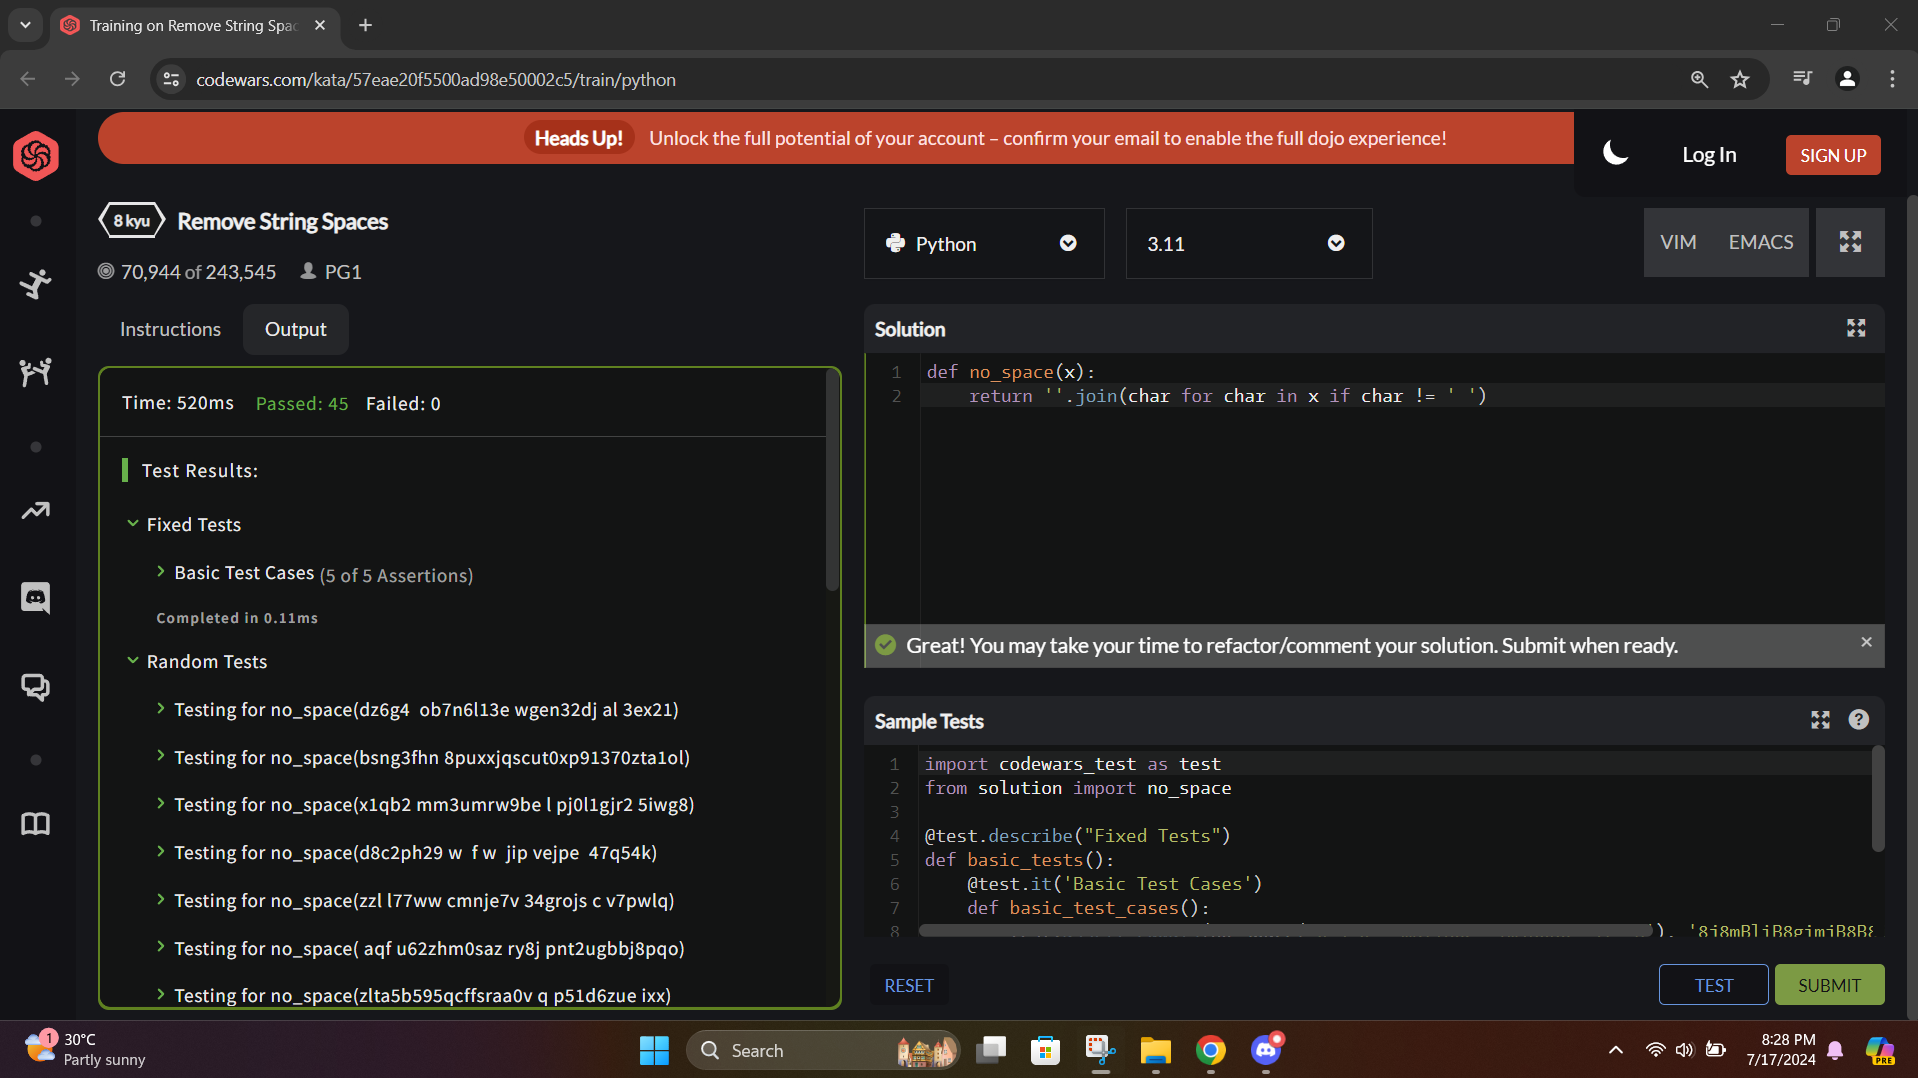 Training on Remove String Spac
codewars.com/kata/57eae20f5500ad98e50002c5/train/python
Heads Up! Unlock the full potential of your account – confirm your email to enable the full dojo experience!
Log In
SIGN UP
8 kyu Remove String Spaces
70,944 of 243,545 PG1
Python
3.11
VIM EMACS
Instructions
Output
Time: 520ms Passed: 45 Failed: 0
Test Results:
Fixed Tests
Basic Test Cases (5 of 5 Assertions)
Completed in 0.11ms
Random Tests
Testing for no_space(dz6g4  ob7n6l13e wgen32dj al 3ex21)
Testing for no_space(bsng3fhn 8puxxjqscut0xp91370zta1ol)
Testing for no_space(x1qb2 mm3umrw9be l pj0l1gjr2 5iwg8)
Testing for no_space(d8c2ph29 w  f w  jip vejpe  47q54k)
Testing for no_space(zzl l77ww cmnje7v 34grojs c v7pwlq)
Testing for no_space( aqf u62zhm0saz ry8j pnt2ugbbj8pqo)
Testing for no_space(zlta5b595qcffsraa0v q p51d6zue ixx)
Solution
1 def no_space(x):
2     return ''.join(char for char in x if char != ' ')
Great! You may take your time to refactor/comment your solution. Submit when ready.
Sample Tests
1 import codewars_test as test
2 from solution import no_space
3
4 @test.describe("Fixed Tests")
5 def basic_tests():
6     @test.it('Basic Test Cases')
7     def basic_test_cases():
8
RESET
TEST
SUBMIT
1
30°C
Partly sunny
Search
8:28 PM
7/17/2024
PRE